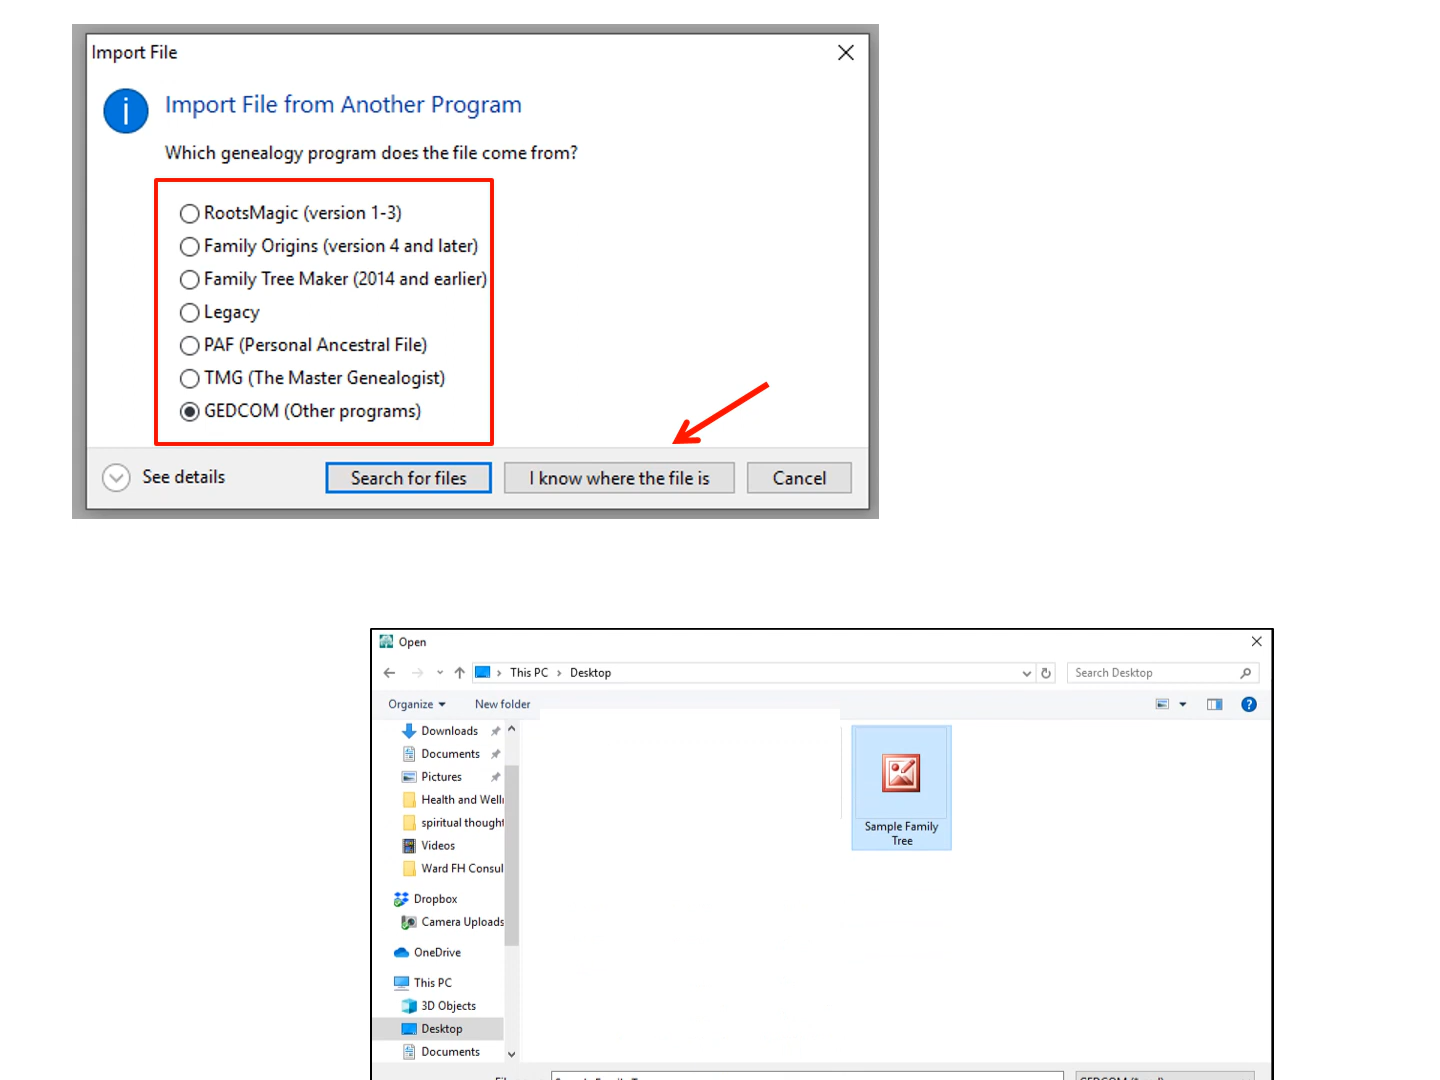 Import File
Import File from Another Program
Which genealogy program does the file come from?
RootsMagic (version 1-3)
Family Origins (version 4 and later)
Family Tree Maker (2014 and earlier)
Legacy
PAF (Personal Ancestral File)
TMG (The Master Genealogist)
GEDCOM (Other programs)
See details
Search for files
I know where the file is
Cancel
Open
This PC › Desktop
Search Desktop
Organize
New folder
Downloads
Documents
Pictures
Health and Well
spiritual thought
Videos
Ward FH Consul
Dropbox
Camera Uploads
OneDrive
This PC
3D Objects
Desktop
Documents
Sample Family
Tree